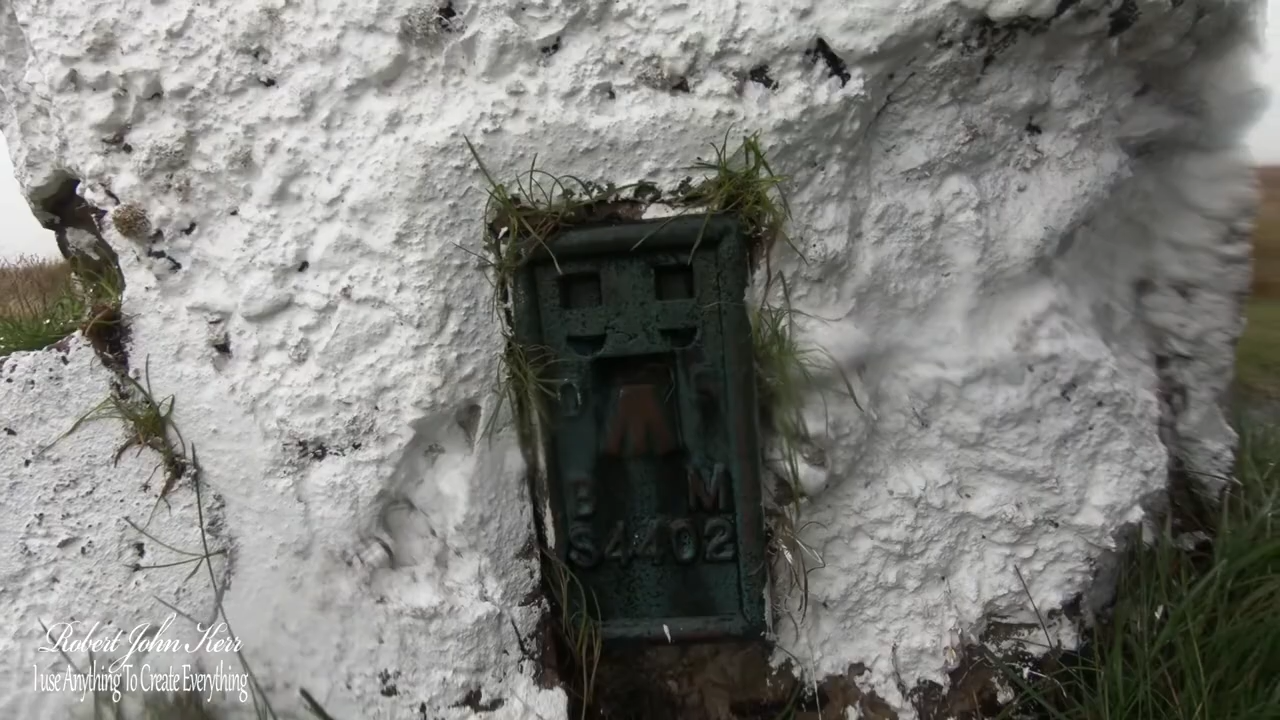 O S
B M
S4402
Robert John Kerr
I use Anything To Create Everything